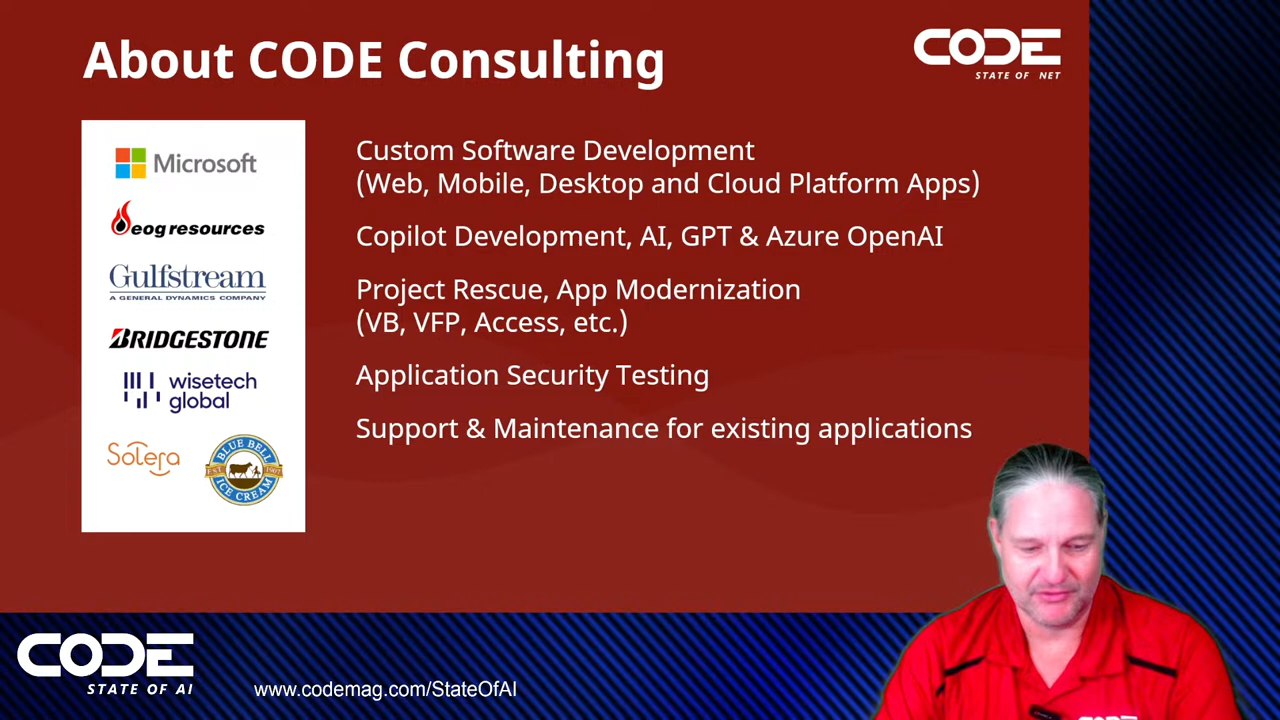 About CODE Consulting
CODE
STATE OF NET
Microsoft
eog resources
Gulfstream
A GENERAL DYNAMICS COMPANY
BRIDGESTONE
wisetech
global
Solera
BLUE BELL
EST 1907
ICE CREAM
Custom Software Development
(Web, Mobile, Desktop and Cloud Platform Apps)
Copilot Development, AI, GPT & Azure OpenAI
Project Rescue, App Modernization
(VB, VFP, Access, etc.)
Application Security Testing
Support & Maintenance for existing applications
CODE
STATE OF AI
www.codemag.com/StateOfAI
CODE